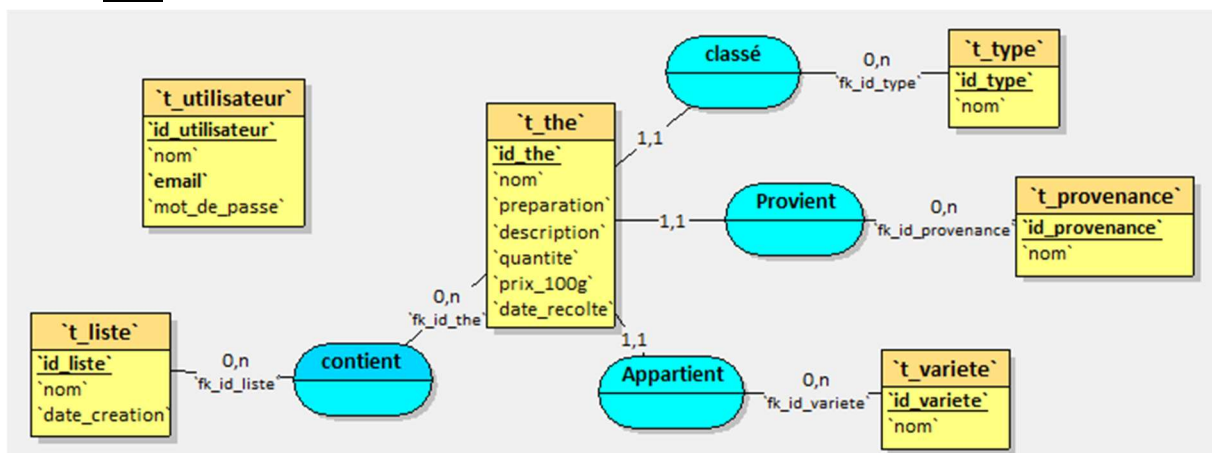 `t_utilisateur`
`id_utilisateur`
`nom`
`email`
`mot_de_passe`
`t_the`
`id_the`
`nom`
`preparation`
`description`
`quantite`
`prix_100g`
`date_recolte`
classé
0,n
`fk_id_type`
1,1
`t_type`
`id_type`
`nom`
1,1
Provient
0,n
`fk_id_provenance`
`t_provenance`
`id_provenance`
`nom`
`t_liste`
`id_liste`
`nom`
`date_creation`
0,n
`fk_id_liste`
contient
0,n
`fk_id_the`
1,1
Appartient
0,n
`fk_id_variete`
`t_variete`
`id_variete`
`nom`